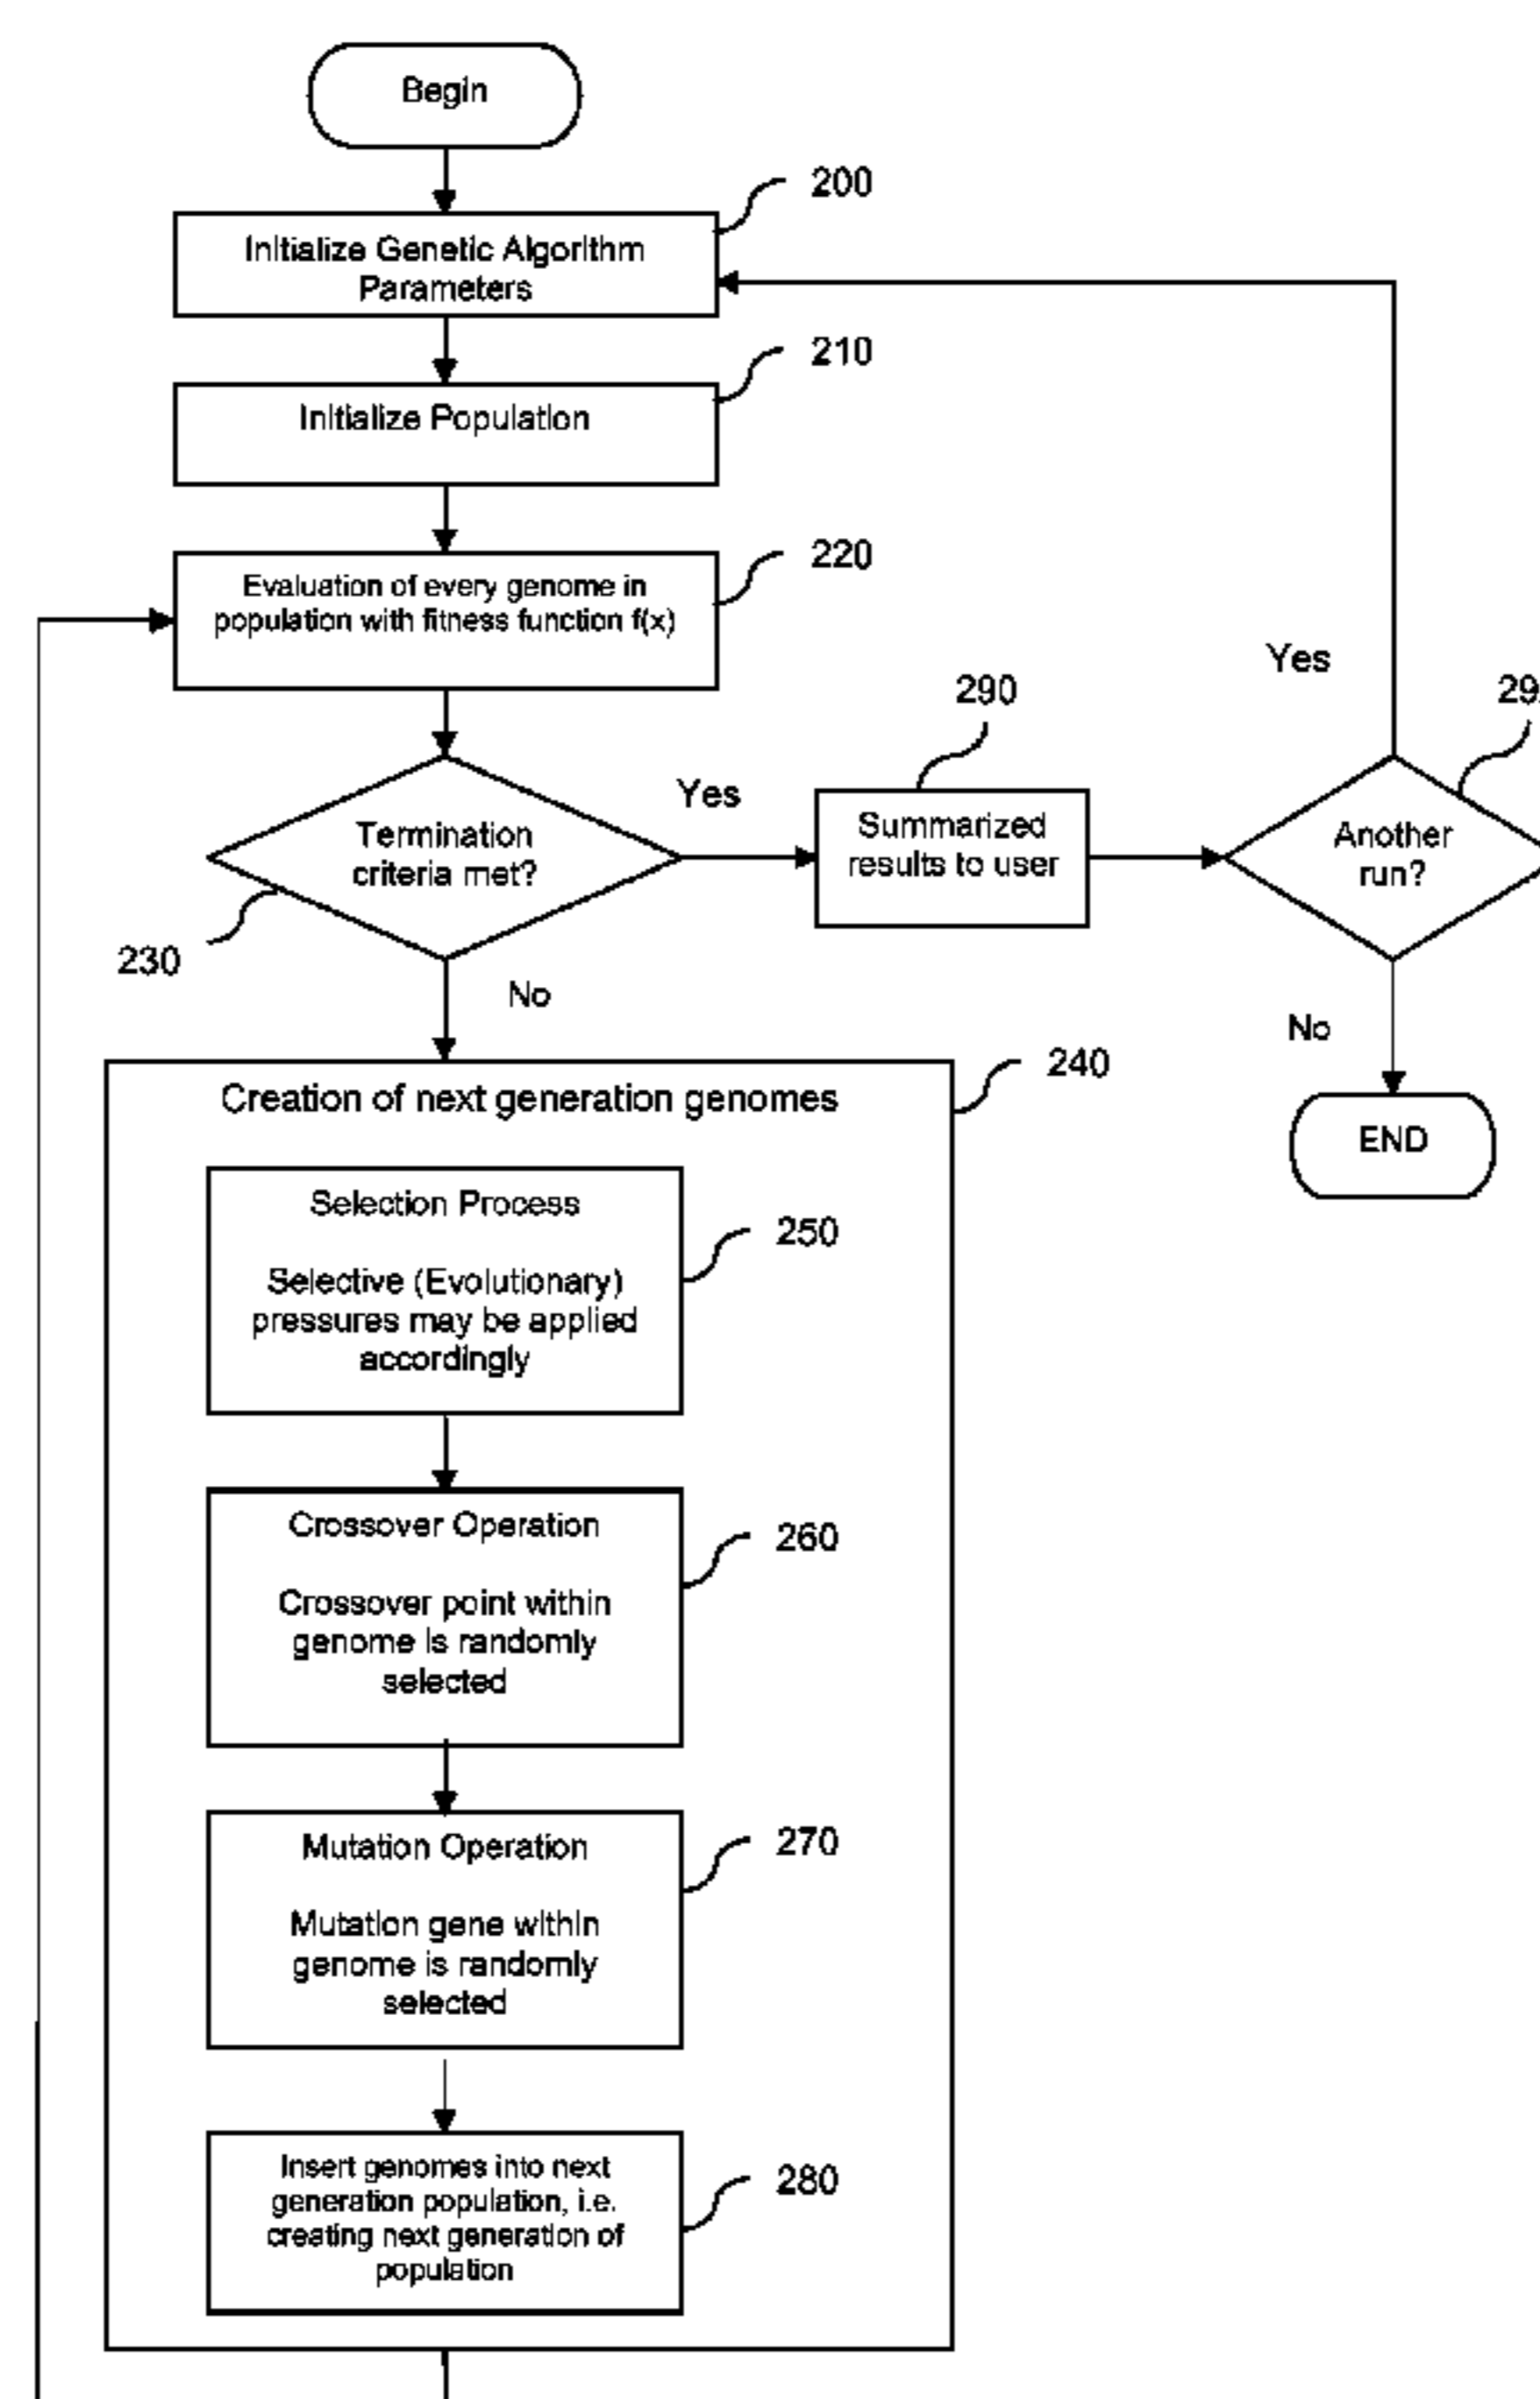 Begin
200
Initialize Genetic Algorithm
Parameters
210
Initialize Population
220
Evaluation of every genome in
population with fitness function f(x)
Yes
290
Yes
Termination
criteria met?
Summarized
results to user
Another
run?
230
No
No
240
Creation of next generation genomes
END
Selection Process
250
Selective (Evolutionary)
pressures may be applied
accordingly
Crossover Operation
260
Crossover point within
genome is randomly
selected
Mutation Operation
270
Mutation gene within
genome is randomly
selected
280
Insert genomes into next
generation population, i.e.
creating next generation of
population